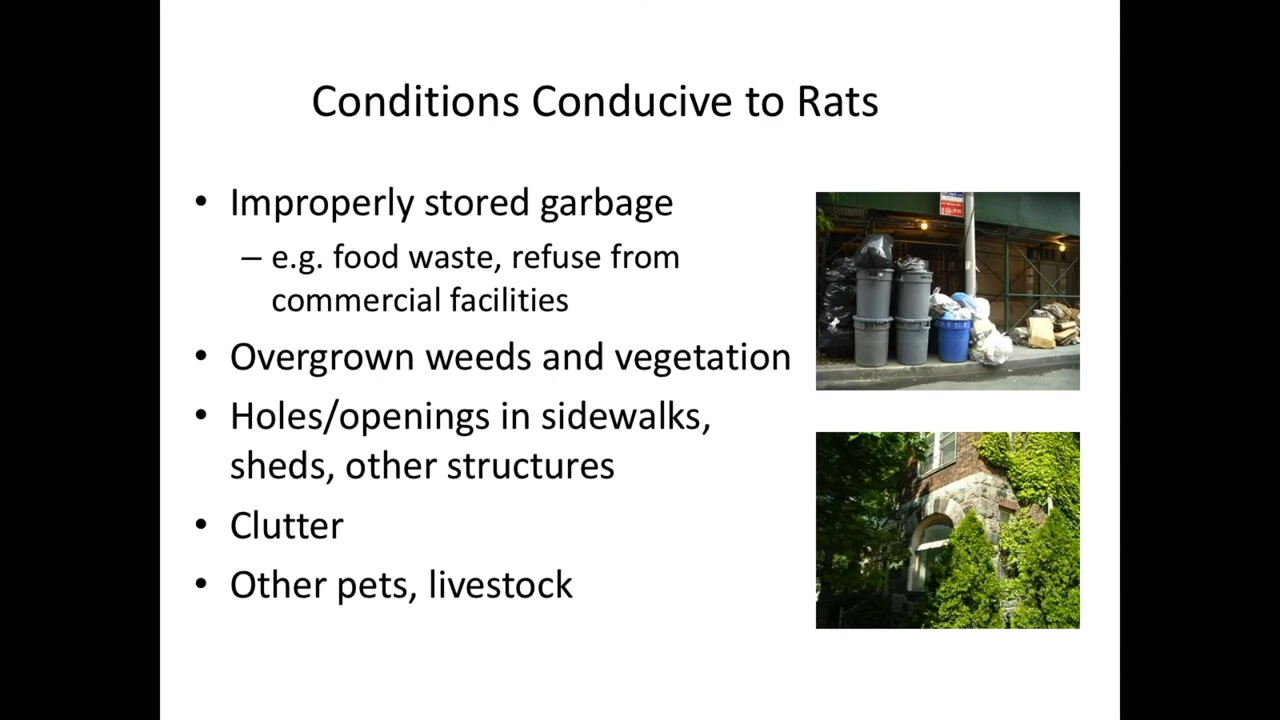 Conditions Conducive to Rats
• Improperly stored garbage
– e.g. food waste, refuse from
commercial facilities
• Overgrown weeds and vegetation
• Holes/openings in sidewalks,
sheds, other structures
• Clutter
• Other pets, livestock